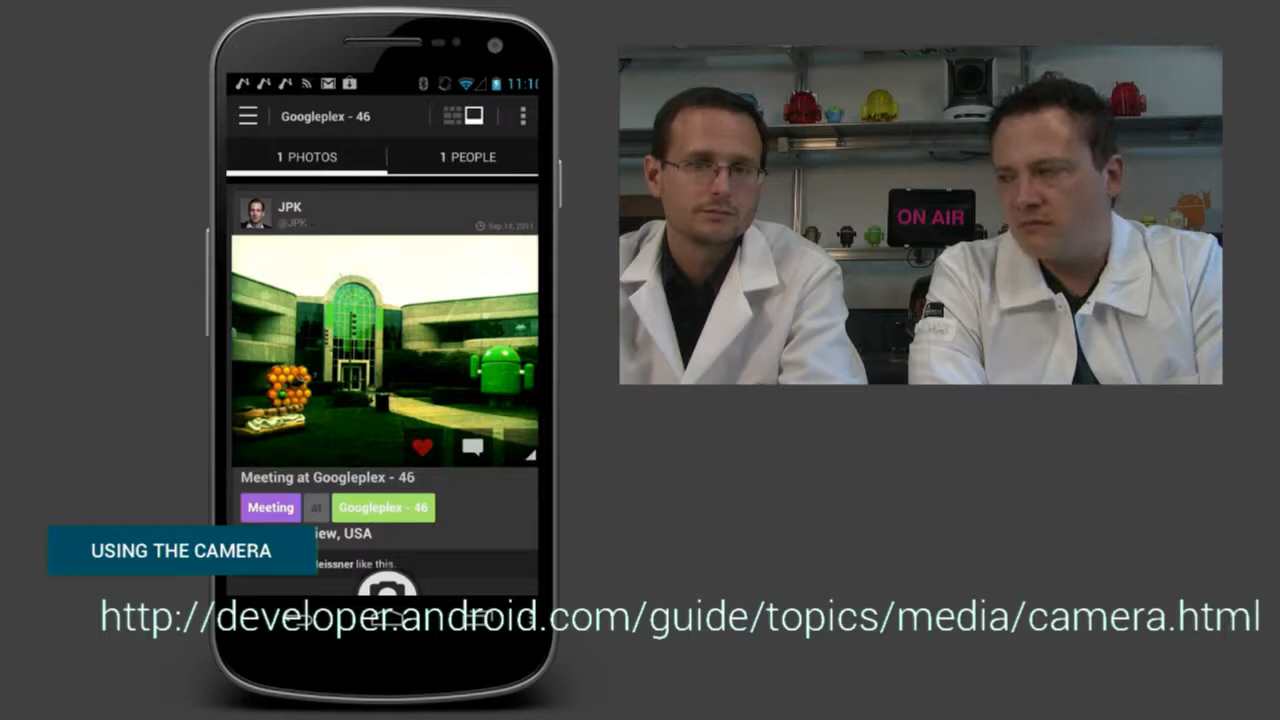 11:10
Googleplex - 46
1 PHOTOS
1 PEOPLE
JPK
@JPK
Sep 14, 2011
Meeting at Googleplex - 46
Meeting at Googleplex - 46
iew, USA
eissner like this.
ON AIR
USING THE CAMERA
http://developer.android.com/guide/topics/media/camera.html